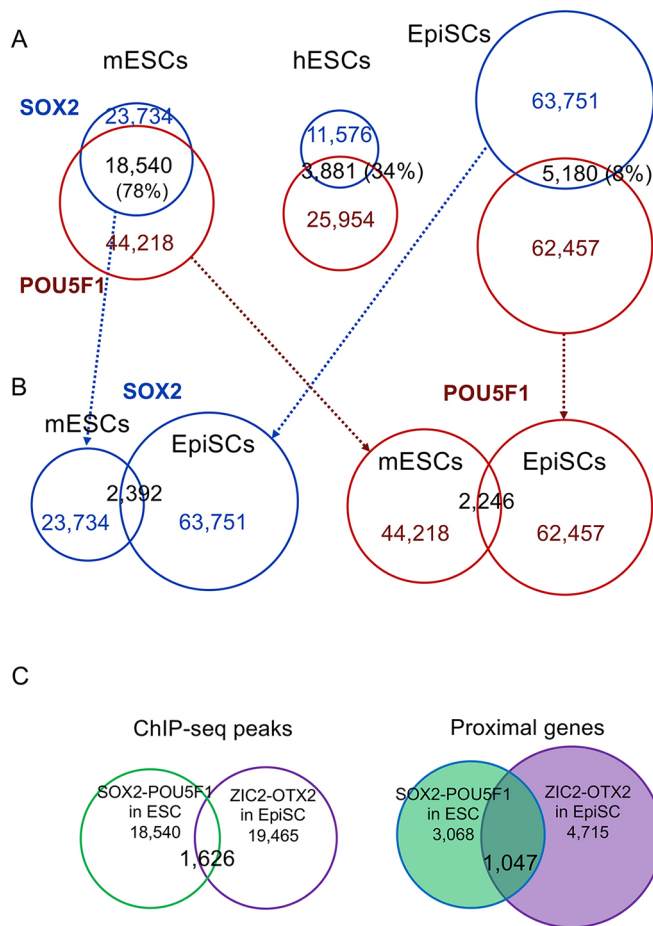 A
mESCs
hESCs
EpiSCs
SOX2
23,734
18,540
(78%)
44,218
POU5F1
11,576
3,881 (34%)
25,954
63,751
5,180 (8%)
62,457
B
SOX2
mESCs
EpiSCs
2,392
23,734
63,751
POU5F1
mESCs
EpiSCs
2,246
44,218
62,457
C
ChIP-seq peaks
SOX2-POU5F1
in ESC
18,540
ZIC2-OTX2
in EpiSC
19,465
1,626
Proximal genes
SOX2-POU5F1
in ESC
3,068
ZIC2-OTX2
in EpiSC
4,715
1,047